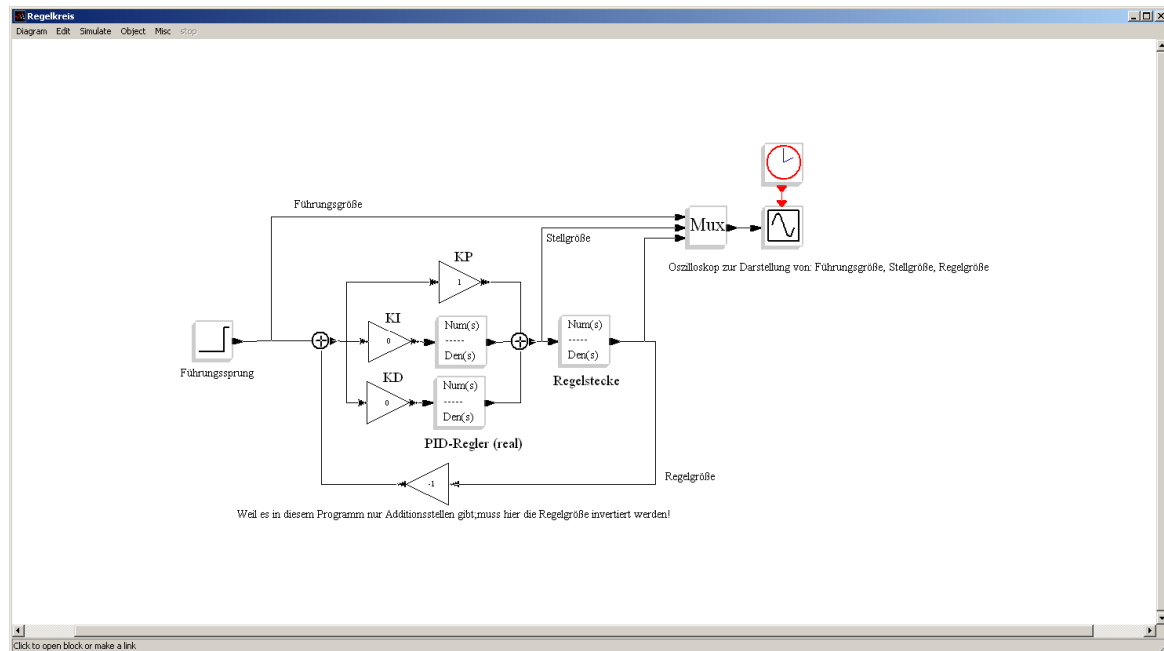 Regelkreis
Diagram Edit Simulate Object Misc stop
Führungsgröße
Mux
Stellgröße
Oszilloskop zur Darstellung von: Führungsgröße, Stellgröße, Regelgröße
KP
1
KI
0
Num(s)
-----
Den(s)
Num(s)
-----
Den(s)
Führungssprung
KD
0
Num(s)
-----
Den(s)
Regelstecke
PID-Regler (real)
-1
Regelgröße
Weil es in diesem Programm nur Additionsstellen gibt;muss hier die Regelgröße invertiert werden!
Click to open block or make a link